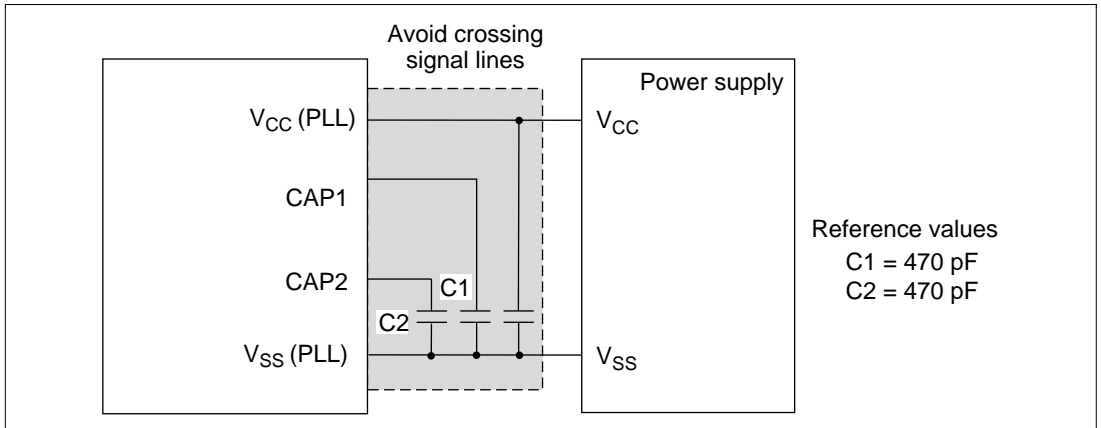 Avoid crossing
signal lines
Power supply
VCC (PLL)
VCC
CAP1
Reference values
C1 = 470 pF
C2 = 470 pF
CAP2
C1
C2
VSS (PLL)
VSS